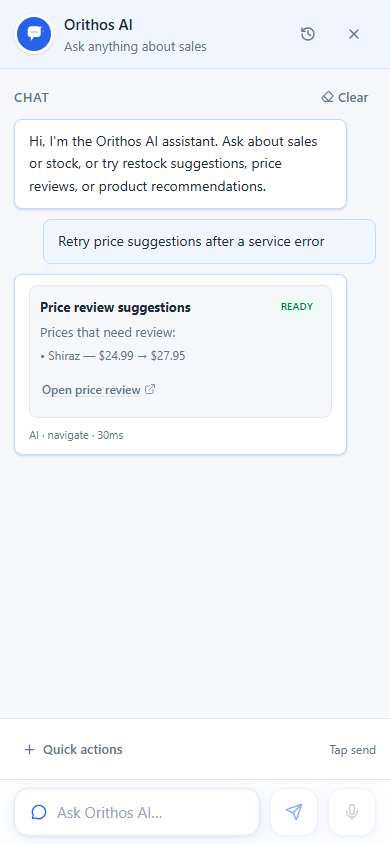 Orithos AI
Ask anything about sales
CHAT
Clear
Hi, I'm the Orithos AI assistant. Ask about sales
or stock, or try restock suggestions, price
reviews, or product recommendations.
Retry price suggestions after a service error
Price review suggestions
READY
Prices that need review:
• Shiraz — $24.99 → $27.95
Open price review
AI · navigate · 30ms
Quick actions
Tap send
Ask Orithos AI...